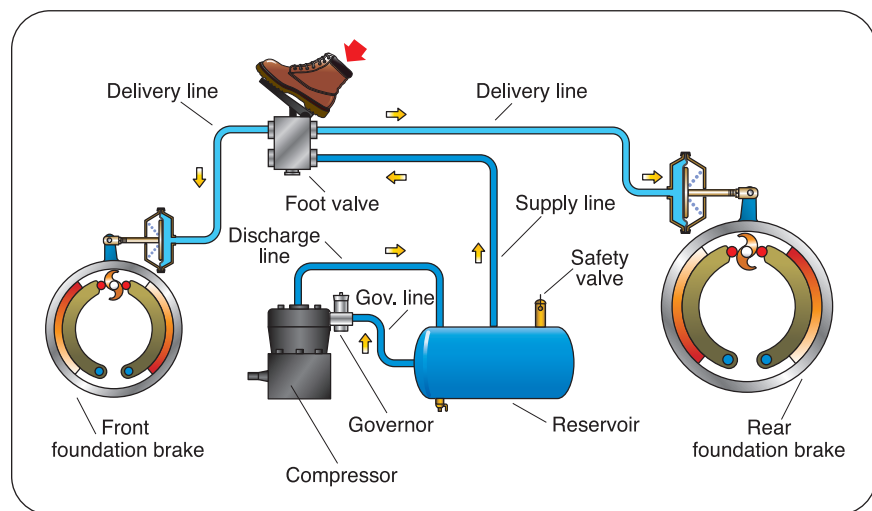 Delivery line
Delivery line
Foot valve
Supply line
Discharge
line
Safety
valve
Gov. line
Front
foundation brake
Governor
Reservoir
Rear
foundation brake
Compressor